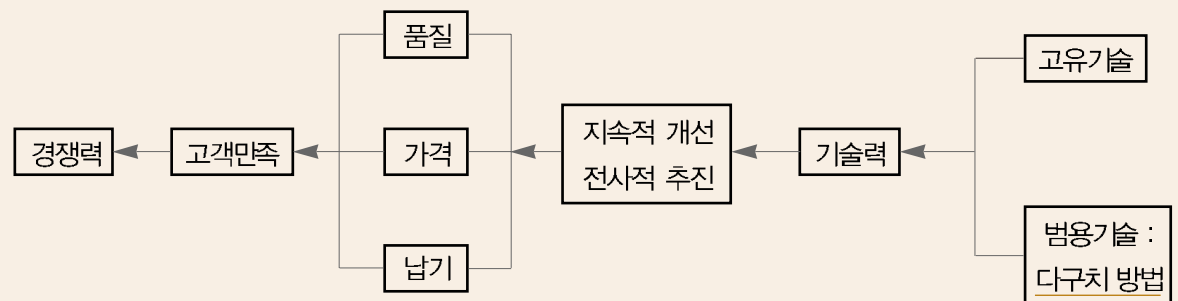 품질
고유기술
경쟁력
고객만족
가격
지속적 개선
전사적 추진
기술력
납기
범용기술 :
다구치 방법